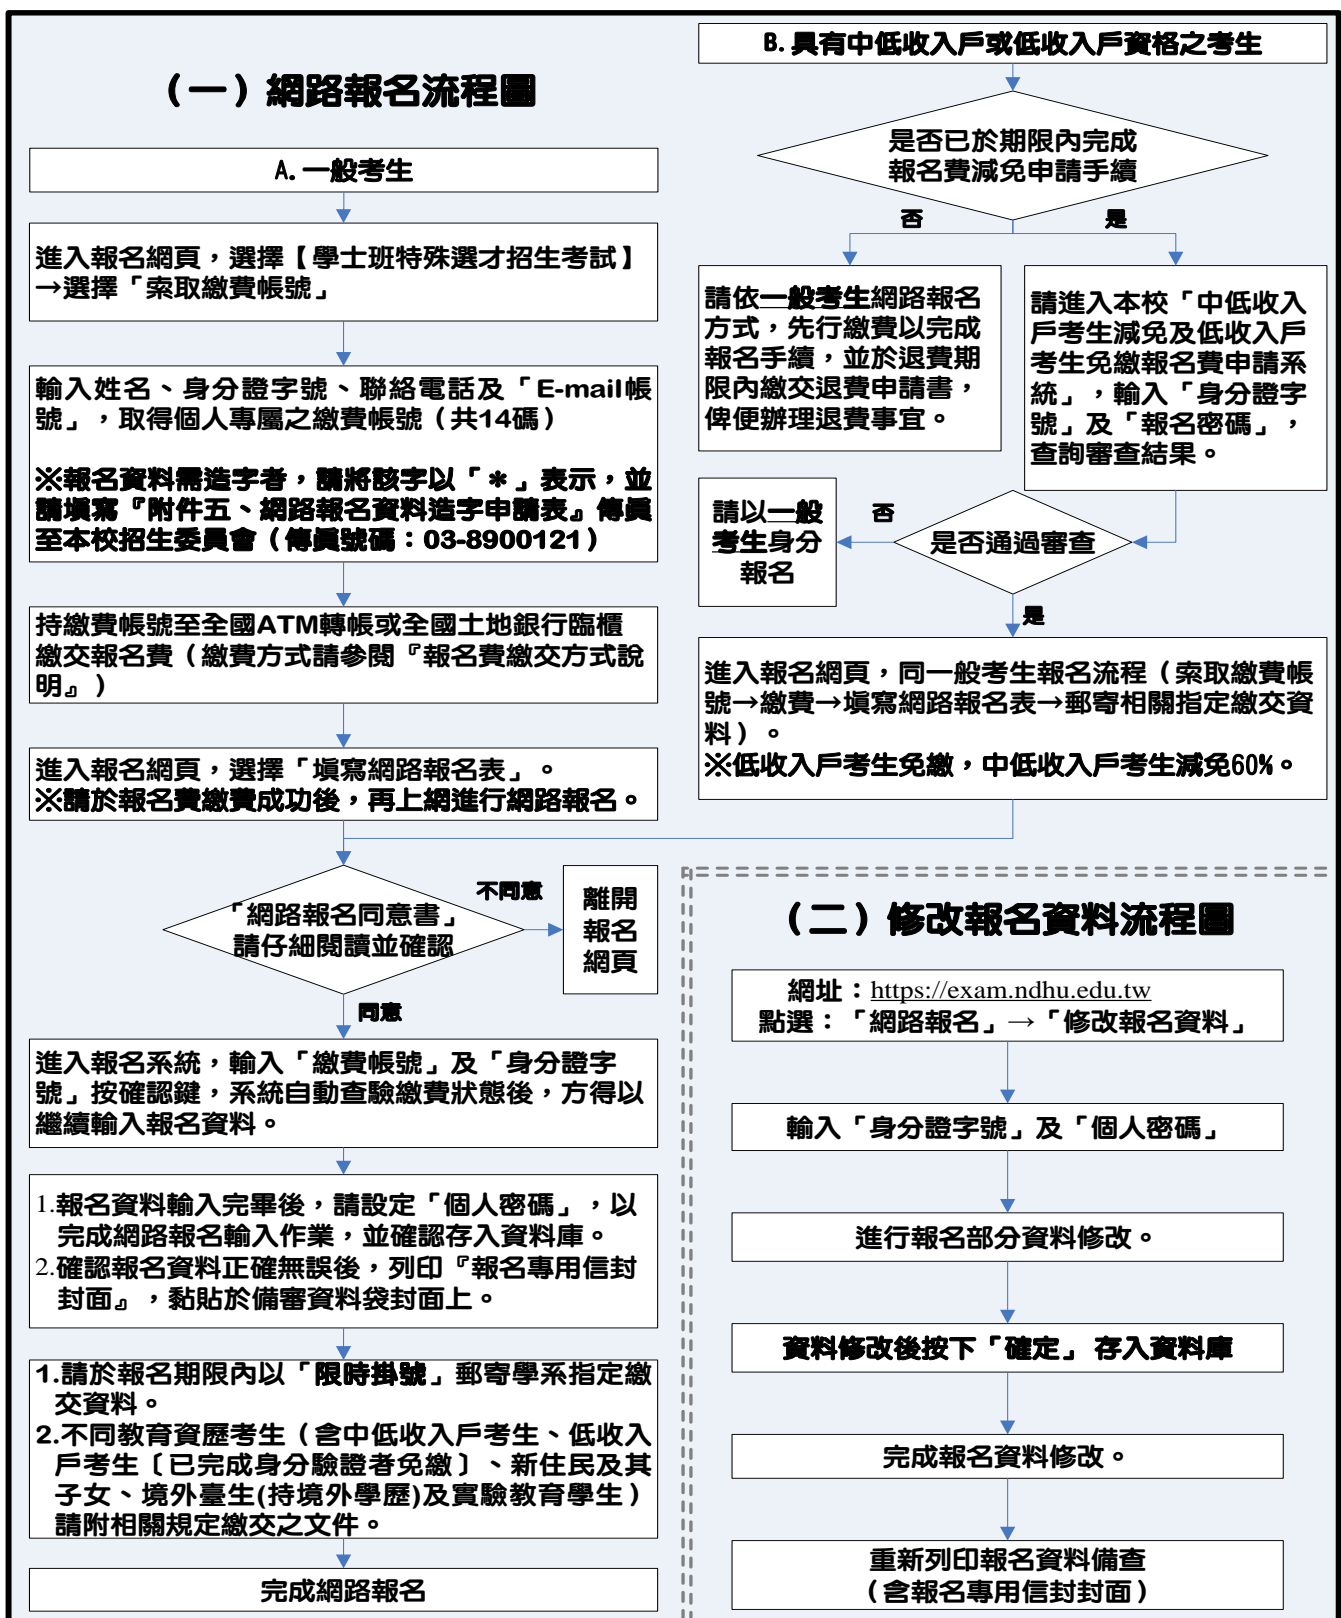 (一)網路報名流程圖
A.一般考生
進入報名網頁，選擇【學士班特殊選才招生考試】
→選擇「索取繳費帳號」
輸入姓名、身分證字號、聯絡電話及「E-mail帳
號」，取得個人專屬之繳費帳號（共14碼）
※報名資料需造字者，請將該字以「＊」表示，並
請填寫『附件五、網路報名資料造字申請表』傳真
至本校招生委員會（傳真號碼：03-8900121）
持繳費帳號至全國ATM轉帳或全國土地銀行臨櫃
繳交報名費（繳費方式請參閱『報名費繳交方式說
明』）
進入報名網頁，選擇「填寫網路報名表」。
※請於報名費繳費成功後，再上網進行網路報名。
「網路報名同意書」
請仔細閱讀並確認
不同意
離開
報名
網頁
同意
進入報名系統，輸入「繳費帳號」及「身分證字
號」按確認鍵，系統自動查驗繳費狀態後，方得以
繼續輸入報名資料。
1.報名資料輸入完畢後，請設定「個人密碼」，以
完成網路報名輸入作業，並確認存入資料庫。
2.確認報名資料正確無誤後，列印『報名專用信封
封面』，黏貼於備審資料袋封面上。
1.請於報名期限內以「限時掛號」郵寄學系指定繳
交資料。
2.不同教育資歷考生（含中低收入戶考生、低收入
戶考生〔已完成身分驗證者免繳〕、新住民及其
子女、境外臺生(持境外學歷)及實驗教育學生）
請附相關規定繳交之文件。
完成網路報名
B.具有中低收入戶或低收入戶資格之考生
是否已於期限內完成
報名費減免申請手續
否
是
請依一般考生網路報名
方式，先行繳費以完成
報名手續，並於退費期
限內繳交退費申請書，
俾便辦理退費事宜。
請進入本校「中低收入
戶考生減免及低收入戶
考生免繳報名費申請系
統」，輸入「身分證字
號」及「報名密碼」，
查詢審查結果。
請以一般
考生身分
報名
否
是否通過審查
是
進入報名網頁，同一般考生報名流程（索取繳費帳
號→繳費→填寫網路報名表→郵寄相關指定繳交資
料）。
※低收入戶考生免繳，中低收入戶考生減免60%。
（二）修改報名資料流程圖
網址：https://exam.ndhu.edu.tw
點選：「網路報名」→「修改報名資料」
輸入「身分證字號」及「個人密碼」
進行報名部分資料修改。
資料修改後按下「確定」 存入資料庫
完成報名資料修改。
重新列印報名資料備查
（含報名專用信封封面）